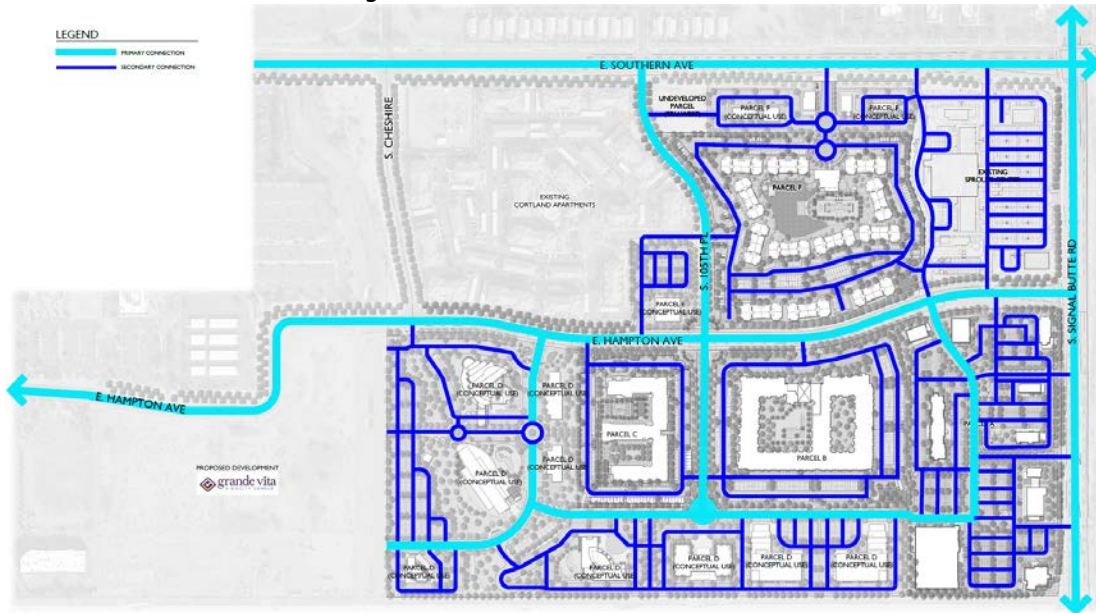 LEGEND
PRIMARY CONNECTION
SECONDARY CONNECTION
E. SOUTHERN AVE
S. CHESHIRE
UNDEVELOPED
PARCEL
PARCEL F
(CONCEPTUAL USE)
PARCEL F
(CONCEPTUAL USE)
EXISTING
CORTLAND APARTMENTS
PARCEL F
EXISTING
S. 105TH PL
S. SIGNAL BUTTE RD
(CONCEPTUAL USE)
E. HAMPTON AVE
E. HAMPTON AVE
PARCEL D
(CONCEPTUAL USE)
PARCEL D
(CONCEPTUAL USE)
PARCEL C
PARCEL B
PROPOSED DEVELOPMENT
grande vita
PARCEL D
(CONCEPTUAL USE)
PARCEL D
(CONCEPTUAL USE)
PARCEL D
(CONCEPTUAL USE)
PARCEL D
(CONCEPTUAL USE)
PARCEL D
(CONCEPTUAL USE)
PARCEL D
(CONCEPTUAL USE)
PARCEL D
(CONCEPTUAL USE)